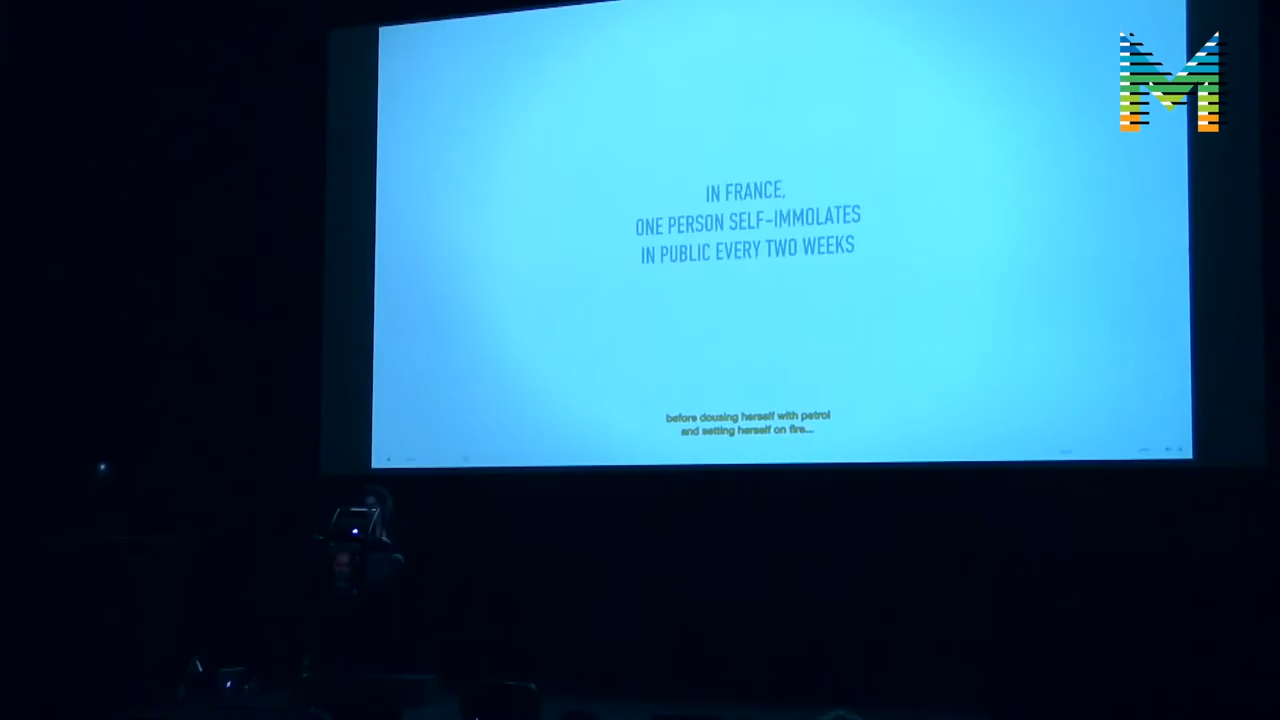 M
IN FRANCE,
ONE PERSON SELF-IMMOLATES
IN PUBLIC EVERY TWO WEEKS
before dousing herself with petrol
and setting herself on fire...